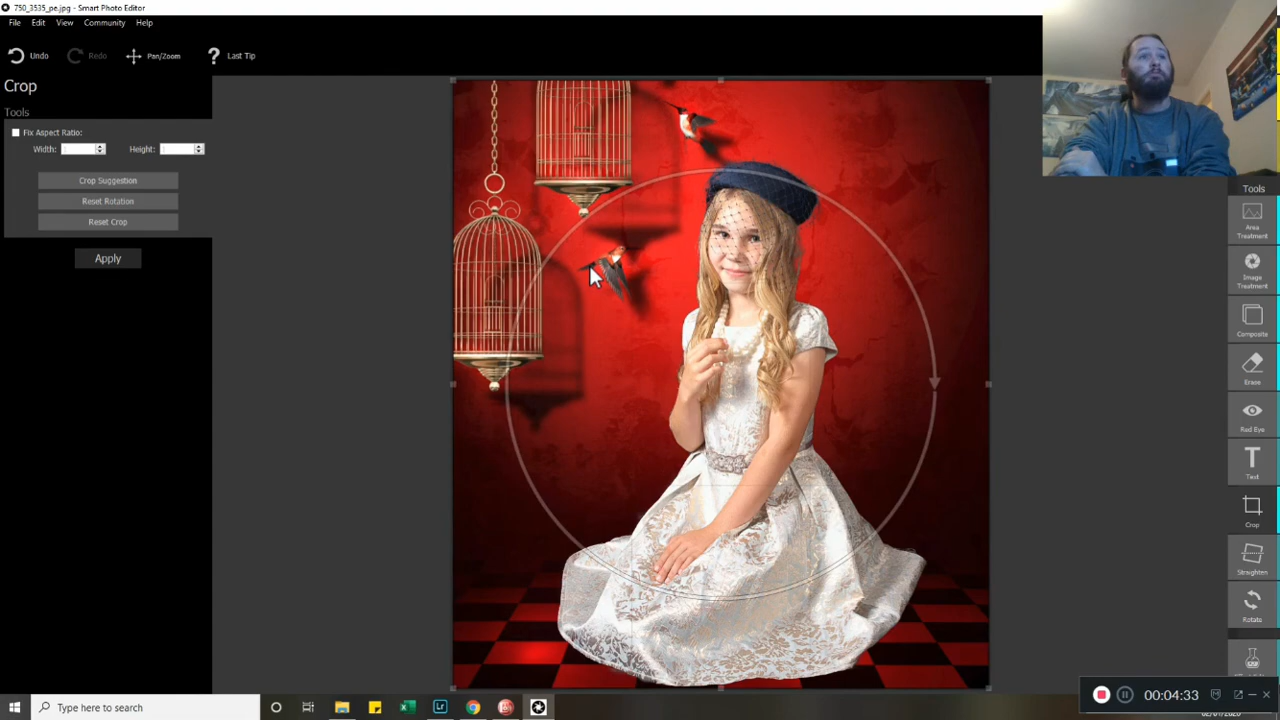 750_3535_pe.jpg - Smart Photo Editor
File Edit View Community Help
Undo Redo Pan/Zoom ? Last Tip
Crop
Tools
Fix Aspect Ratio:
Width: Height:
Crop Suggestion
Reset Rotation
Reset Crop
Apply
Tools
Area
Treatment
Image
Treatment
Composite
Erase
Red Eye
T
Text
Crop
Straighten
Rotate
00:04:33
Type here to search
Lr